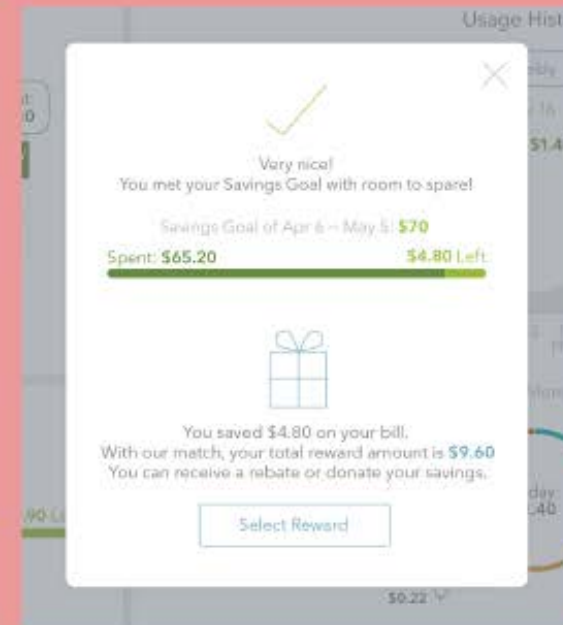 Usage Hist
Very nice!
You met your Savings Goal with room to spare!
Savings Goal of Apr 6 – May 5: $70
Spent: $65.20
$4.80 Left
You saved $4.80 on your bill.
With our match, your total reward amount is $9.60
You can receive a rebate or donate your savings.
Select Reward
$0.22